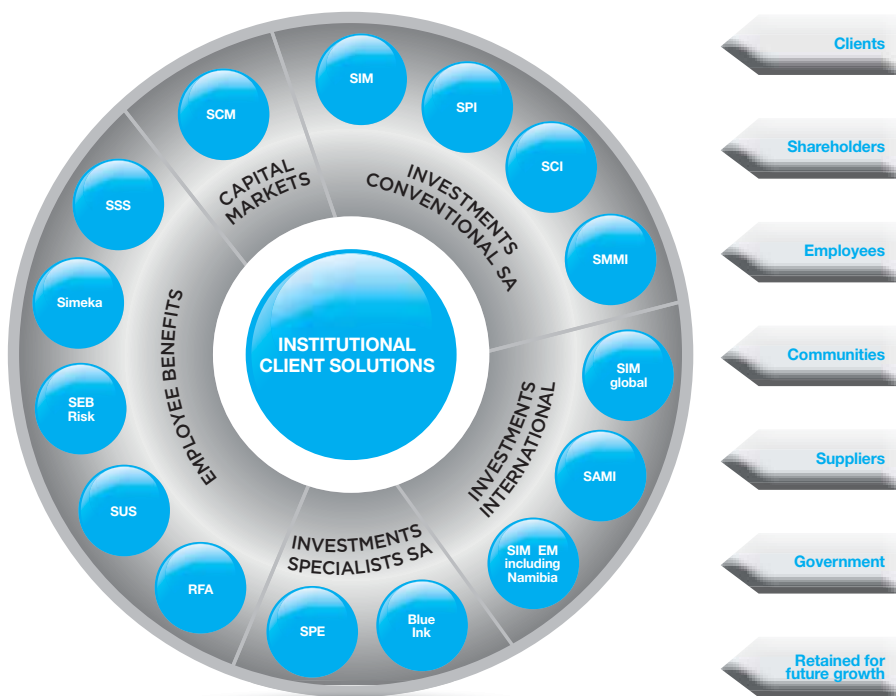 SIM
SPI
SCI
SMMI
INVESTMENTS
CONVENTIONAL SA
SIM
global
SAMI
SIM EM
including
Namibia
INVESTMENTS
INTERNATIONAL
Blue
Ink
SPE
INVESTMENTS
SPECIALISTS SA
RFA
SUS
SEB
Risk
Simeka
SSS
EMPLOYEE BENEFITS
SCM
CAPITAL
MARKETS
INSTITUTIONAL
CLIENT SOLUTIONS
Clients
Shareholders
Employees
Communities
Suppliers
Government
Retained for
future growth